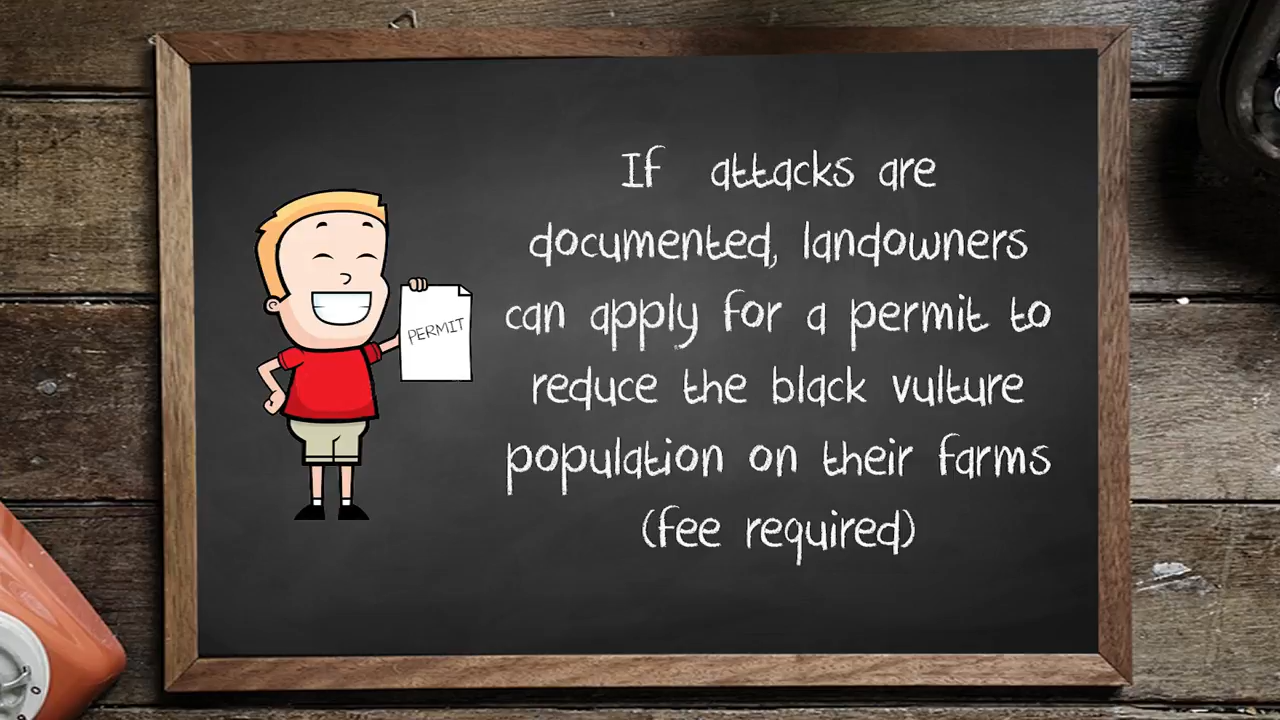 If attacks are
documented, landowners
can apply for a permit to
reduce the black vulture
population on their farms
(fee required)
PERMIT